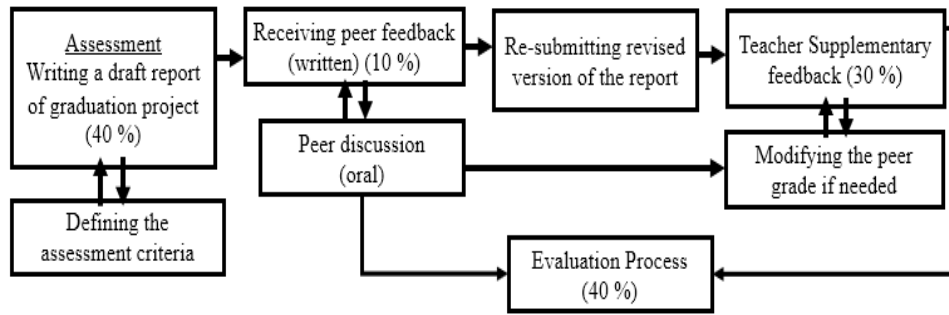 Assessment
Writing a draft report
of graduation project
(40 %)
Defining the
assessment criteria
Receiving peer feedback
(written) (10 %)
Peer discussion
(oral)
Re-submitting revised
version of the report
Teacher Supplementary
feedback (30 %)
Modifying the peer
grade if needed
Evaluation Process
(40 %)